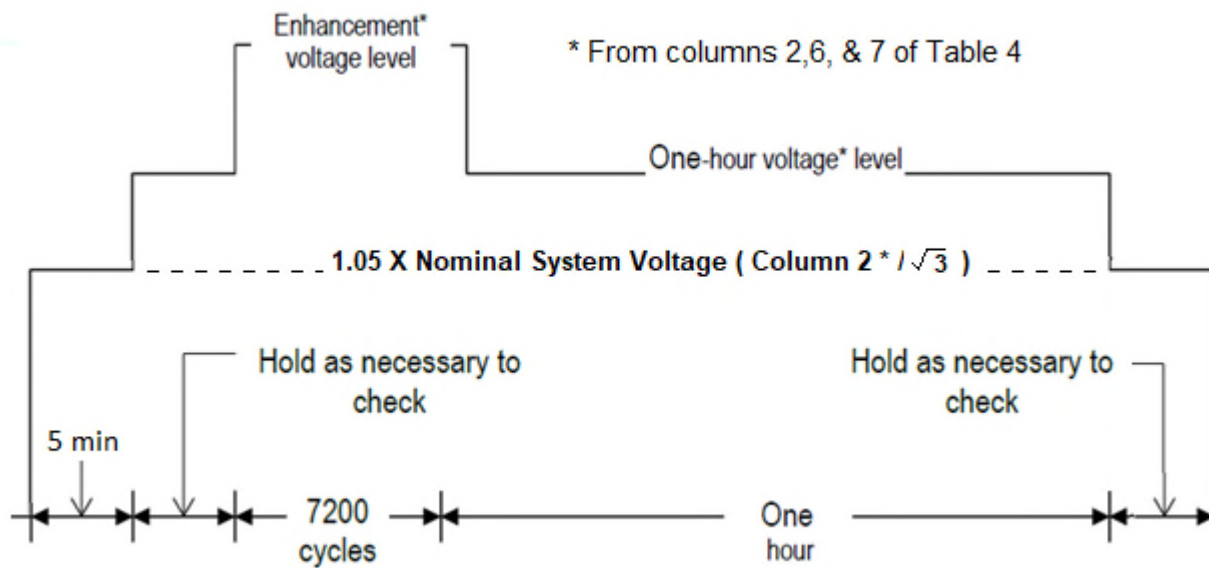 Enhancement*
voltage level
* From columns 2,6, & 7 of Table 4
One-hour voltage* level
1.05 X Nominal System Voltage ( Column 2 * / √3 )
Hold as necessary to
check
Hold as necessary to
check
5 min
7200
cycles
One
hour